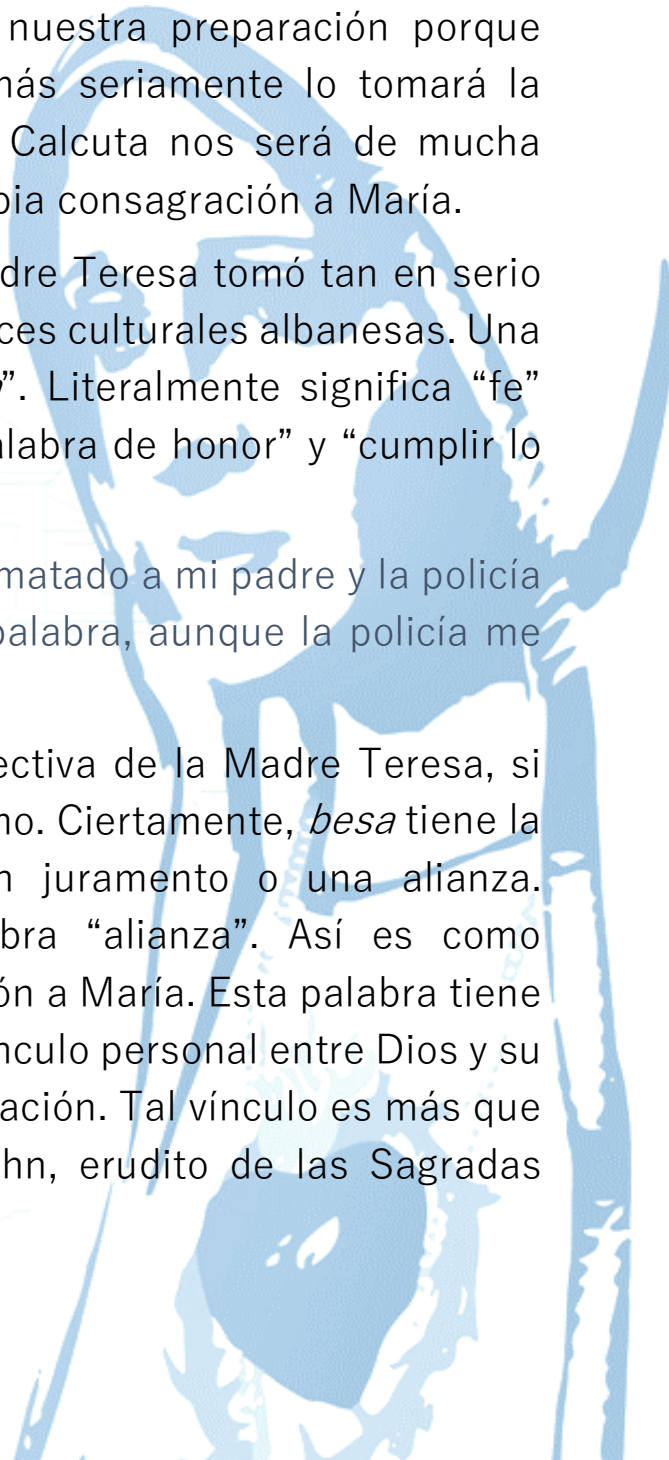 nuestra preparación porque
más seriamente lo tomará la
Calcuta nos será de mucha
pia consagración a María.
dre Teresa tomó tan en serio
ces culturales albanesas. Una
”. Literalmente significa “fe”
alabra de honor” y “cumplir lo
matado a mi padre y la policía
palabra, aunque la policía me
ectiva de la Madre Teresa, si
no. Ciertamente, besa tiene la
n juramento o una alianza.
bra “alianza”. Así es como
ón a María. Esta palabra tiene
nculo personal entre Dios y su
ación. Tal vínculo es más que
hn, erudito de las Sagradas